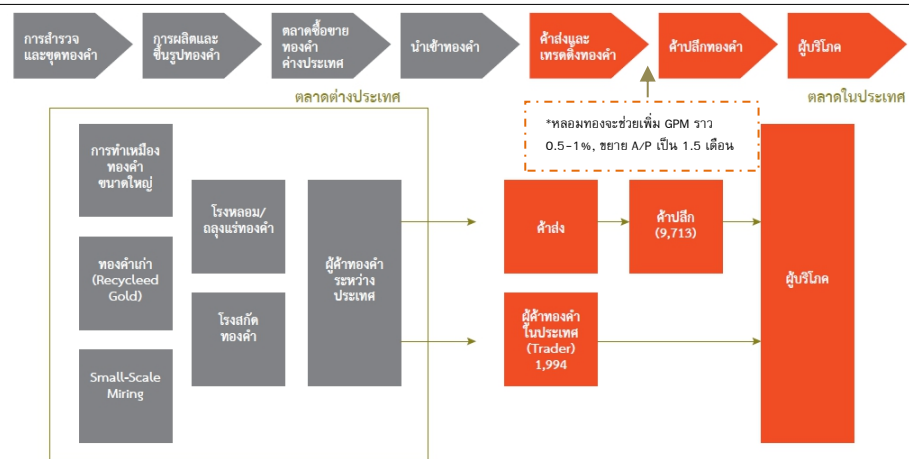 การสำรวจ
และขุดทองคำ
การผลิตและ
ขึ้นรูปทองคำ
ตลาดซื้อขาย
ทองคำ
ต่างประเทศ
นำเข้าทองคำ
ค้าส่งและ
เทรดดิ้งทองคำ
ค้าปลีกทองคำ
ผู้บริโภค
ตลาดต่างประเทศ
ตลาดในประเทศ
*หลอมทองจะช่วยเพิ่ม GPM ราว
0.5-1%, ขยาย A/P เป็น 1.5 เดือน
การทำเหมือง
ทองคำ
ขนาดใหญ่
ทองคำเก่า
(Recycleed
Gold)
Small-Scale
Miring
โรงหลอม/
ถลุงแร่ทองคำ
โรงสกัด
ทองคำ
ผู้ค้าทองคำ
ระหว่าง
ประเทศ
ค้าส่ง
ค้าปลีก
(9,713)
ผู้ค้าทองคำ
ในประเทศ
(Trader)
1,994
ผู้บริโภค